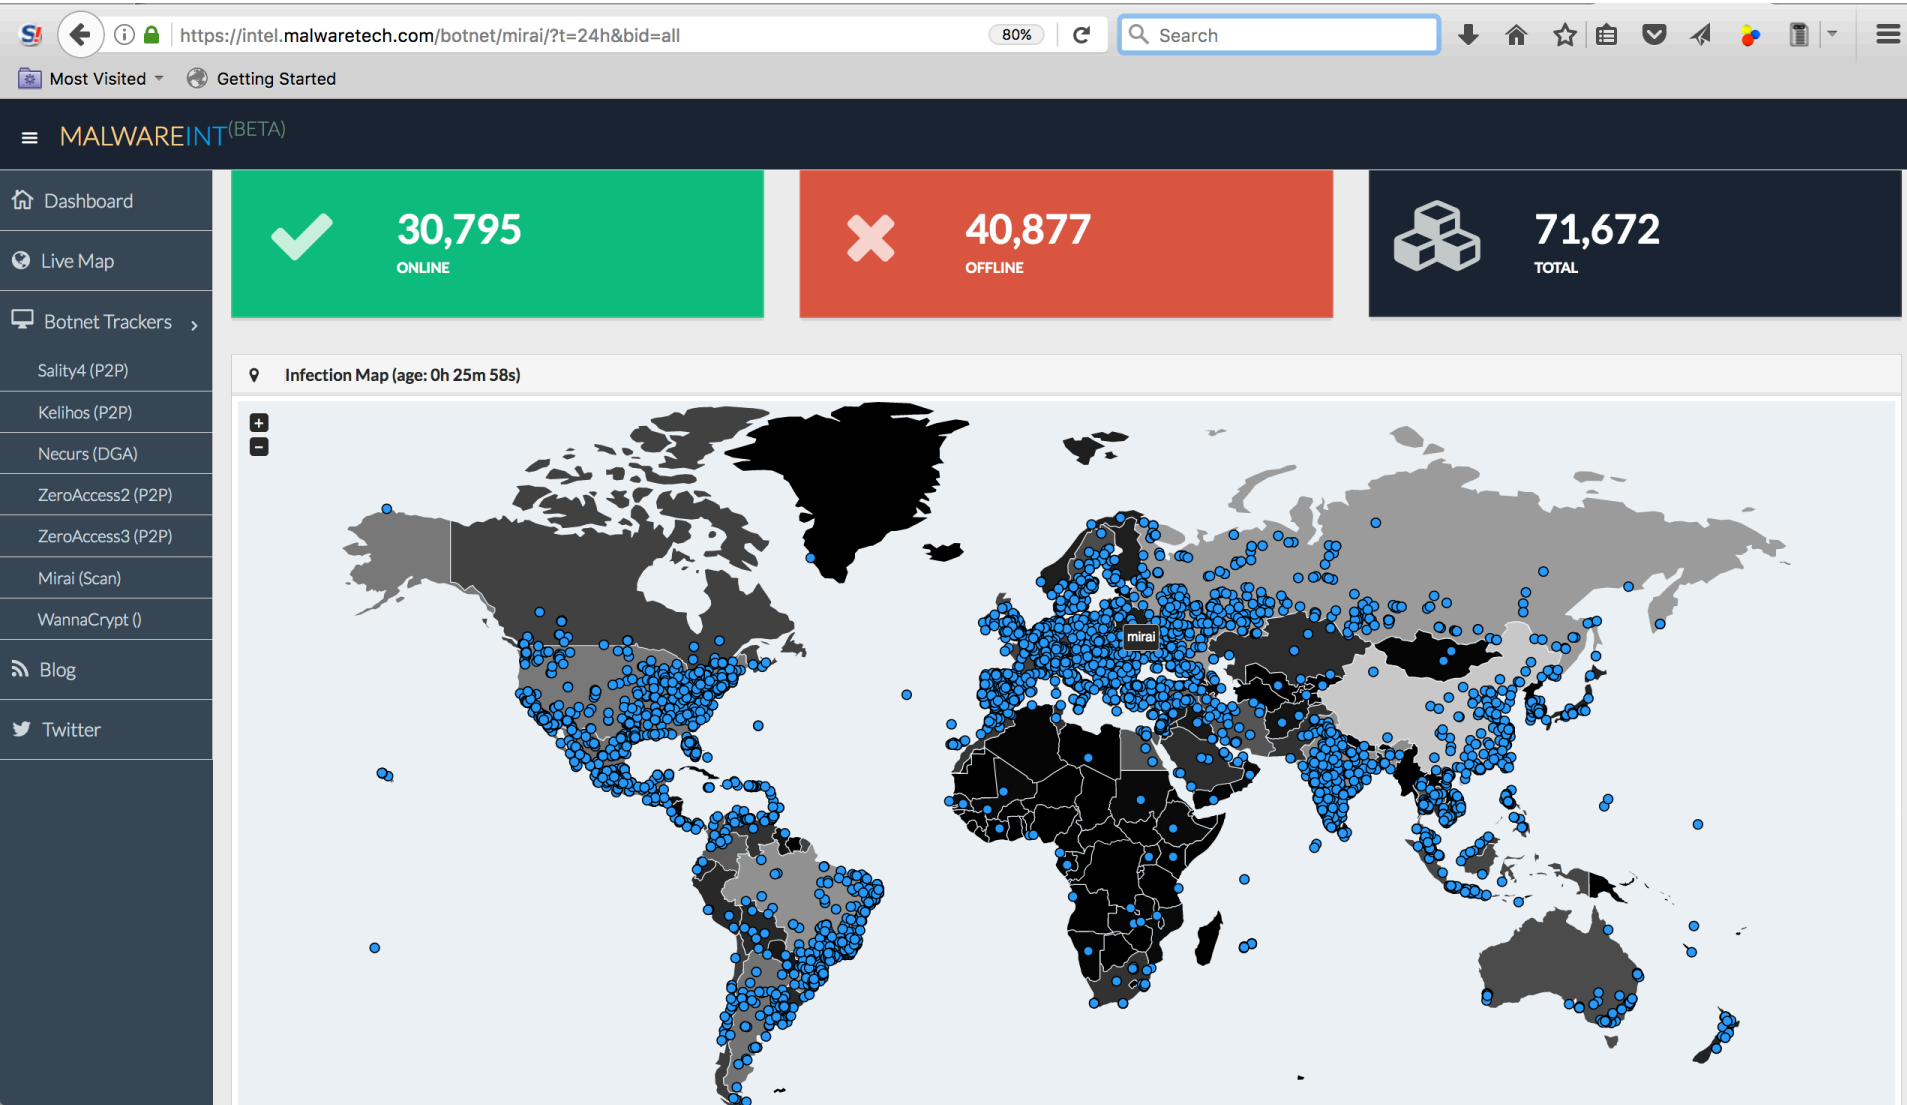 S!
https://intel.malwaretech.com/botnet/mirai/?t=24h&bid=all
80%
Search
Most Visited
Getting Started
MALWAREINT(BETA)
Dashboard
Live Map
Botnet Trackers
Sality4 (P2P)
Kelihos (P2P)
Necurs (DGA)
ZeroAccess2 (P2P)
ZeroAccess3 (P2P)
Mirai (Scan)
WannaCrypt ()
Blog
Twitter
30,795
ONLINE
40,877
OFFLINE
71,672
TOTAL
Infection Map (age: 0h 25m 58s)
+
−
mirai